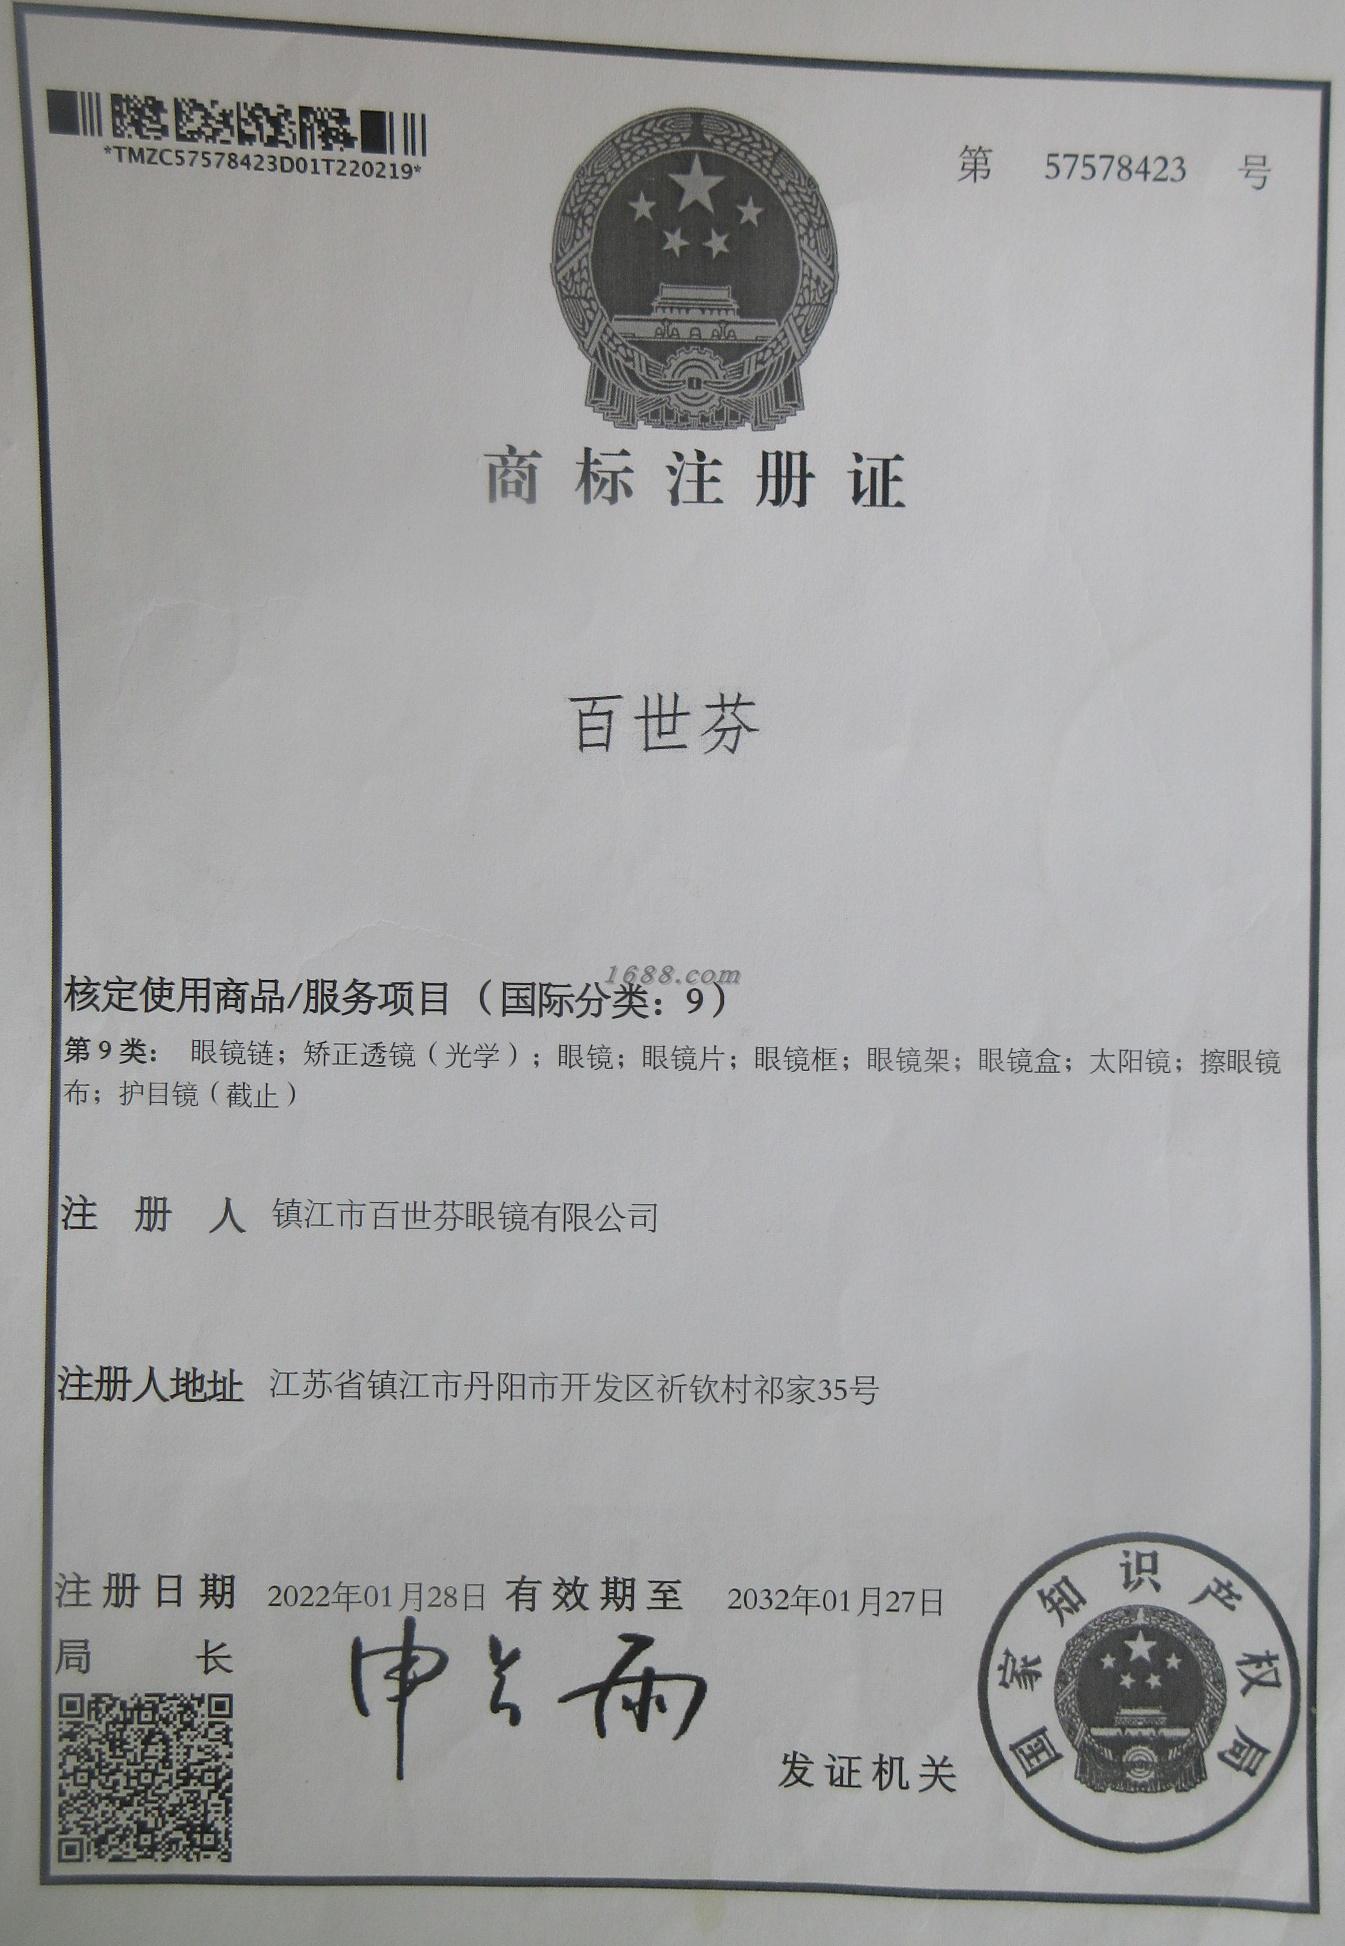 *TMZC57578423D01T220219*
第 57578423 号
商标注册证
百世芬
1688.com
核定使用商品/服务项目（国际分类：9）
第9类： 眼镜链；矫正透镜（光学）；眼镜；眼镜片；眼镜框；眼镜架；眼镜盒；太阳镜；擦眼镜
布；护目镜（截止）
注册人 镇江市百世芬眼镜有限公司
注册人地址 江苏省镇江市丹阳市开发区祈钦村祁家35号
注册日期 2022年01月28日 有效期至 2032年01月27日
局长 申长雨
发证机关
国家知识产权局